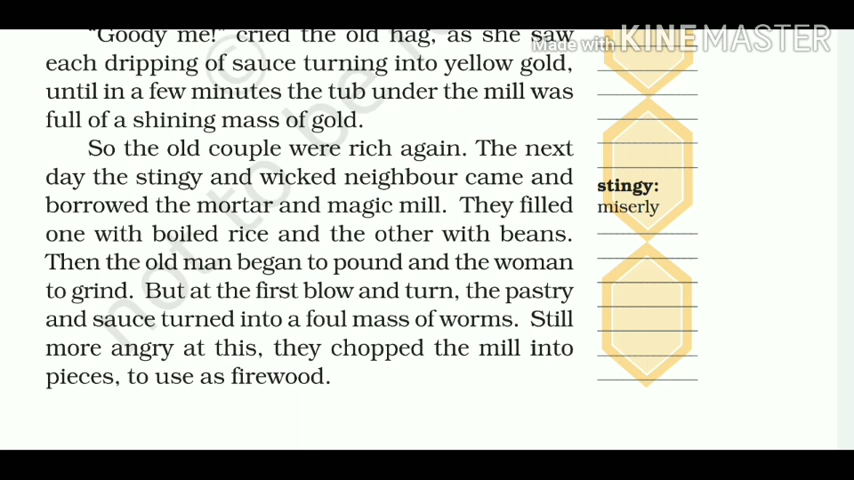 "Goody me!" cried the old hag, as she saw
Made with KINEMASTER
each dripping of sauce turning into yellow gold,
until in a few minutes the tub under the mill was
full of a shining mass of gold.
So the old couple were rich again. The next
day the stingy and wicked neighbour came and
borrowed the mortar and magic mill. They filled
one with boiled rice and the other with beans.
Then the old man began to pound and the woman
to grind. But at the first blow and turn, the pastry
and sauce turned into a foul mass of worms. Still
more angry at this, they chopped the mill into
pieces, to use as firewood.
stingy:
miserly
©
not to be